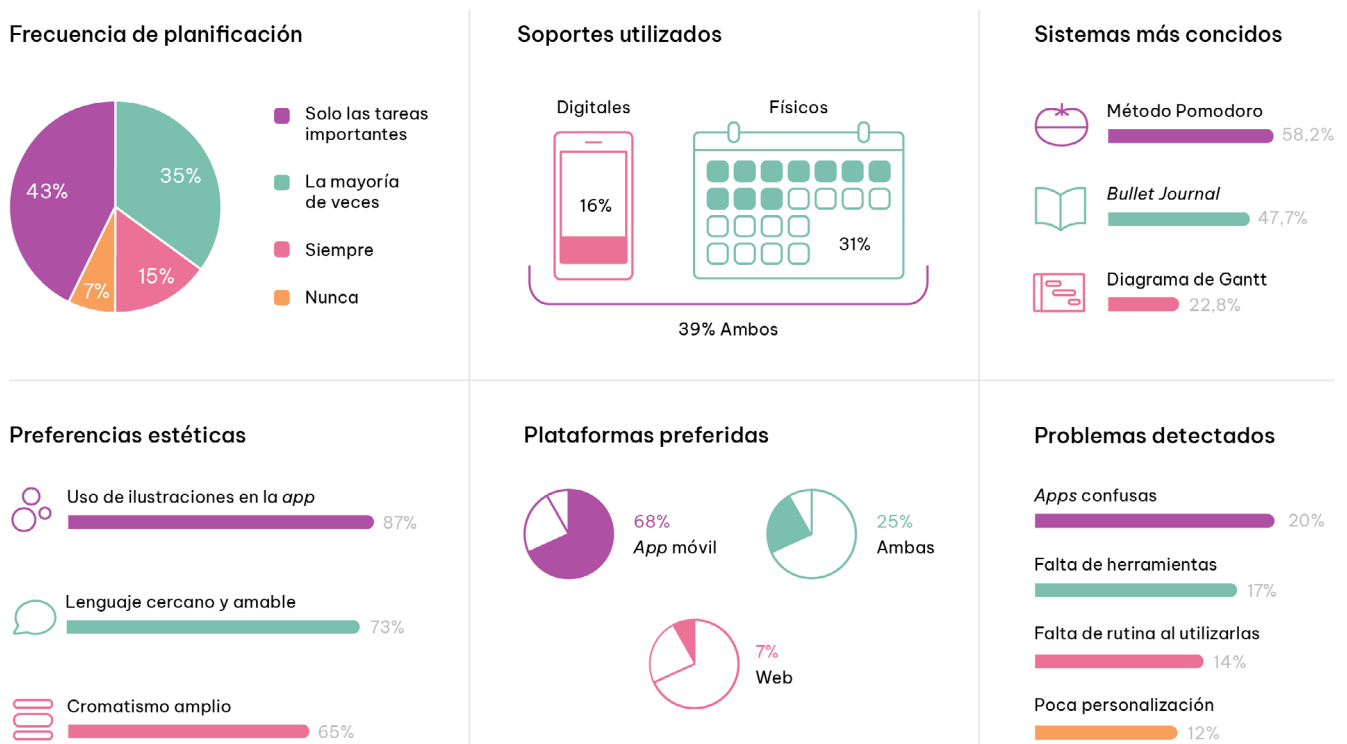 Frecuencia de planificación
43%
35%
15%
7%
Solo las tareas
importantes
La mayoría
de veces
Siempre
Nunca
Soportes utilizados
Digitales
Físicos
16%
31%
39% Ambos
Sistemas más concidos
Método Pomodoro
58,2%
Bullet Journal
47,7%
Diagrama de Gantt
22,8%
Preferencias estéticas
Uso de ilustraciones en la app
87%
Lenguaje cercano y amable
73%
Cromatismo amplio
65%
Plataformas preferidas
68%
App móvil
25%
Ambas
7%
Web
Problemas detectados
Apps confusas
20%
Falta de herramientas
17%
Falta de rutina al utilizarlas
14%
Poca personalización
12%